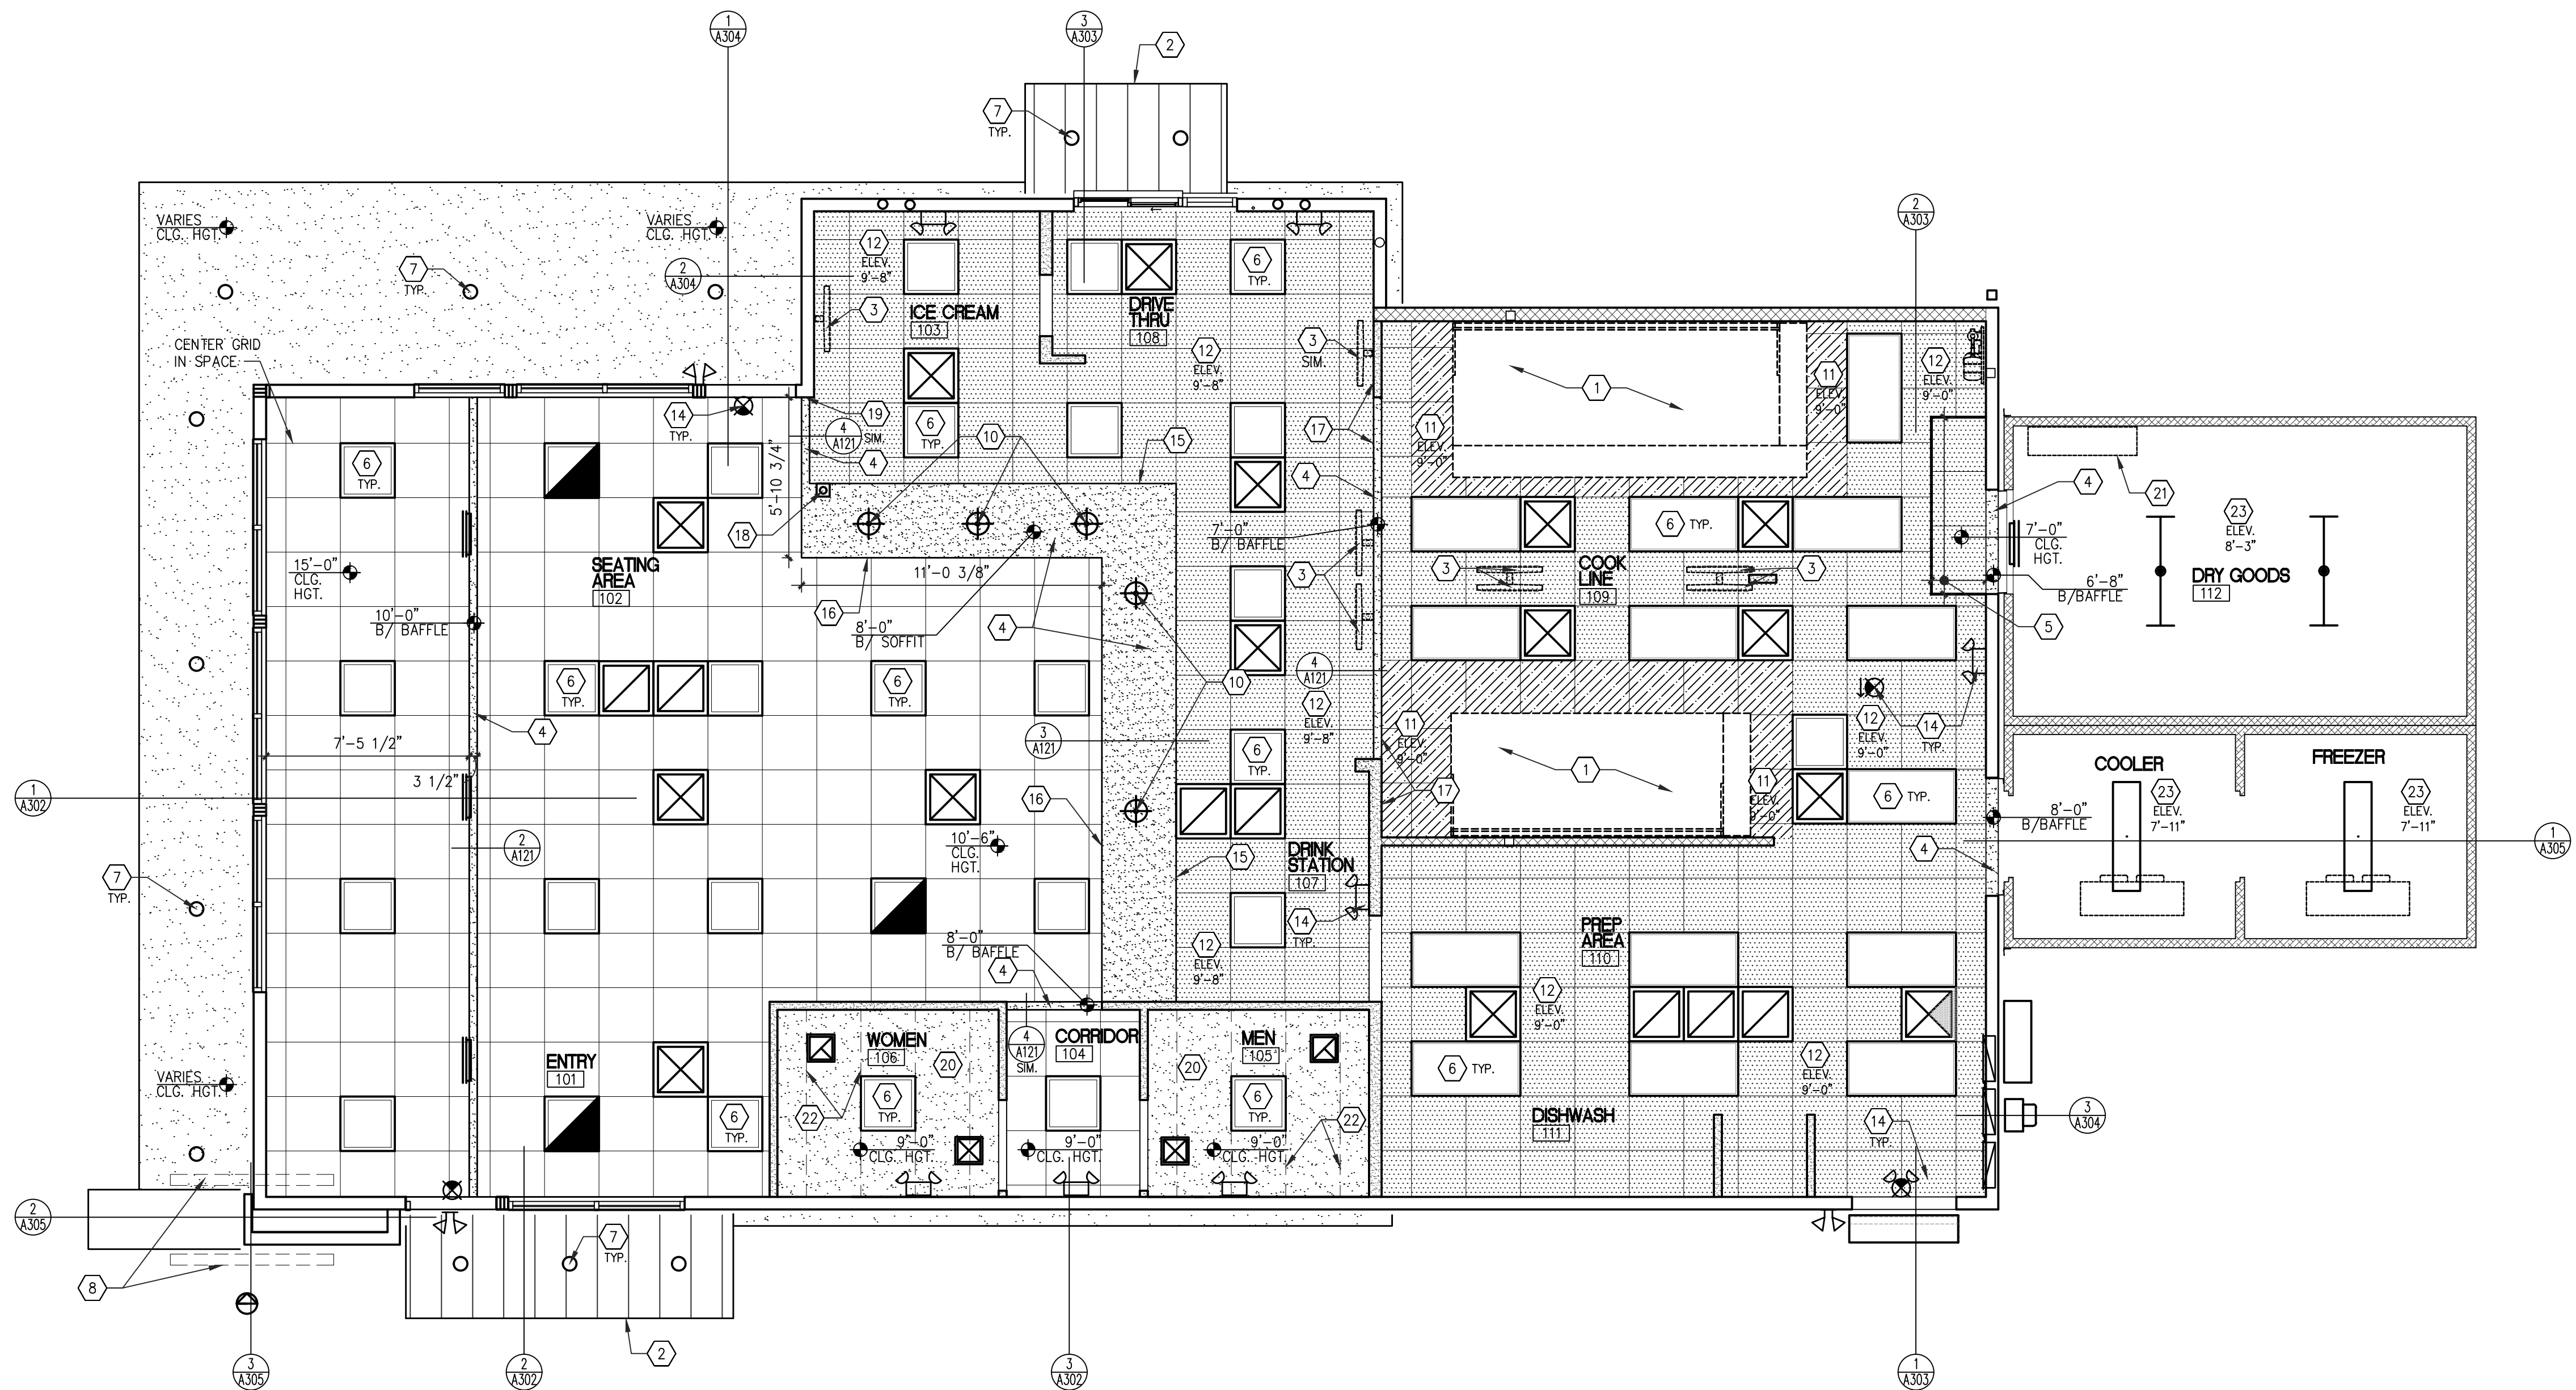 1
A304
3
A303
2
7
TYP.
VARIES
CLG. HGT.
VARIES
CLG. HGT.
2
A303
7
TYP.
2
A304
12
ELEV.
9'-8"
6
TYP.
3
ICE CREAM
103
DRIVE
THRU
108
CENTER GRID
IN SPACE
12
ELEV.
9'-8"
3
SIM.
1
11
ELEV.
9'-0"
12
ELEV.
9'-0"
14
TYP.
19
4
A121
SIM.
6
TYP.
10
15
17
11
ELEV.
9'-0"
6
TYP.
4
5'-10 3/4"
4
4
21
18
7'-0"
B/ BAFFLE
6 TYP.
23
ELEV.
8'-3"
7'-0"
CLG.
HGT.
15'-0"
CLG.
HGT.
SEATING
AREA
102
11'-0 3/8"
3
3
COOK
LINE
109
3
6'-8"
B/BAFFLE
DRY GOODS
112
10'-0"
B/ BAFFLE
16
8'-0"
B/ SOFFIT
4
5
6
TYP.
6
TYP.
10
4
A121
12
ELEV.
9'-8"
11
ELEV.
9'-0"
12
ELEV.
9'-0"
14
TYP.
4
7'-5 1/2"
3
A121
6
TYP.
1
11
ELEV.
9'-0"
COOLER
FREEZER
3 1/2"
1
A302
16
17
6 TYP.
23
ELEV.
7'-11"
23
ELEV.
7'-11"
8'-0"
B/BAFFLE
2
A121
10'-6"
CLG.
HGT.
15
DRINK
STATION
107
4
1
A305
7
TYP.
14
TYP.
8'-0"
B/ BAFFLE
4
12
ELEV.
9'-8"
PREP
AREA
110
12
ELEV.
9'-0"
WOMEN
106
20
4
A121
SIM.
CORRIDOR
104
MEN
105
20
ENTRY
101
VARIES
CLG. HGT.
6 TYP.
12
ELEV.
9'-0"
6
TYP.
22
6
TYP.
6
TYP.
22
DISHWASH
111
14
TYP.
3
A304
9'-0"
CLG. HGT.
9'-0"
CLG. HGT.
9'-0"
CLG. HGT.
2
A305
7
TYP.
8
2
3
A305
2
A302
3
A302
1
A303